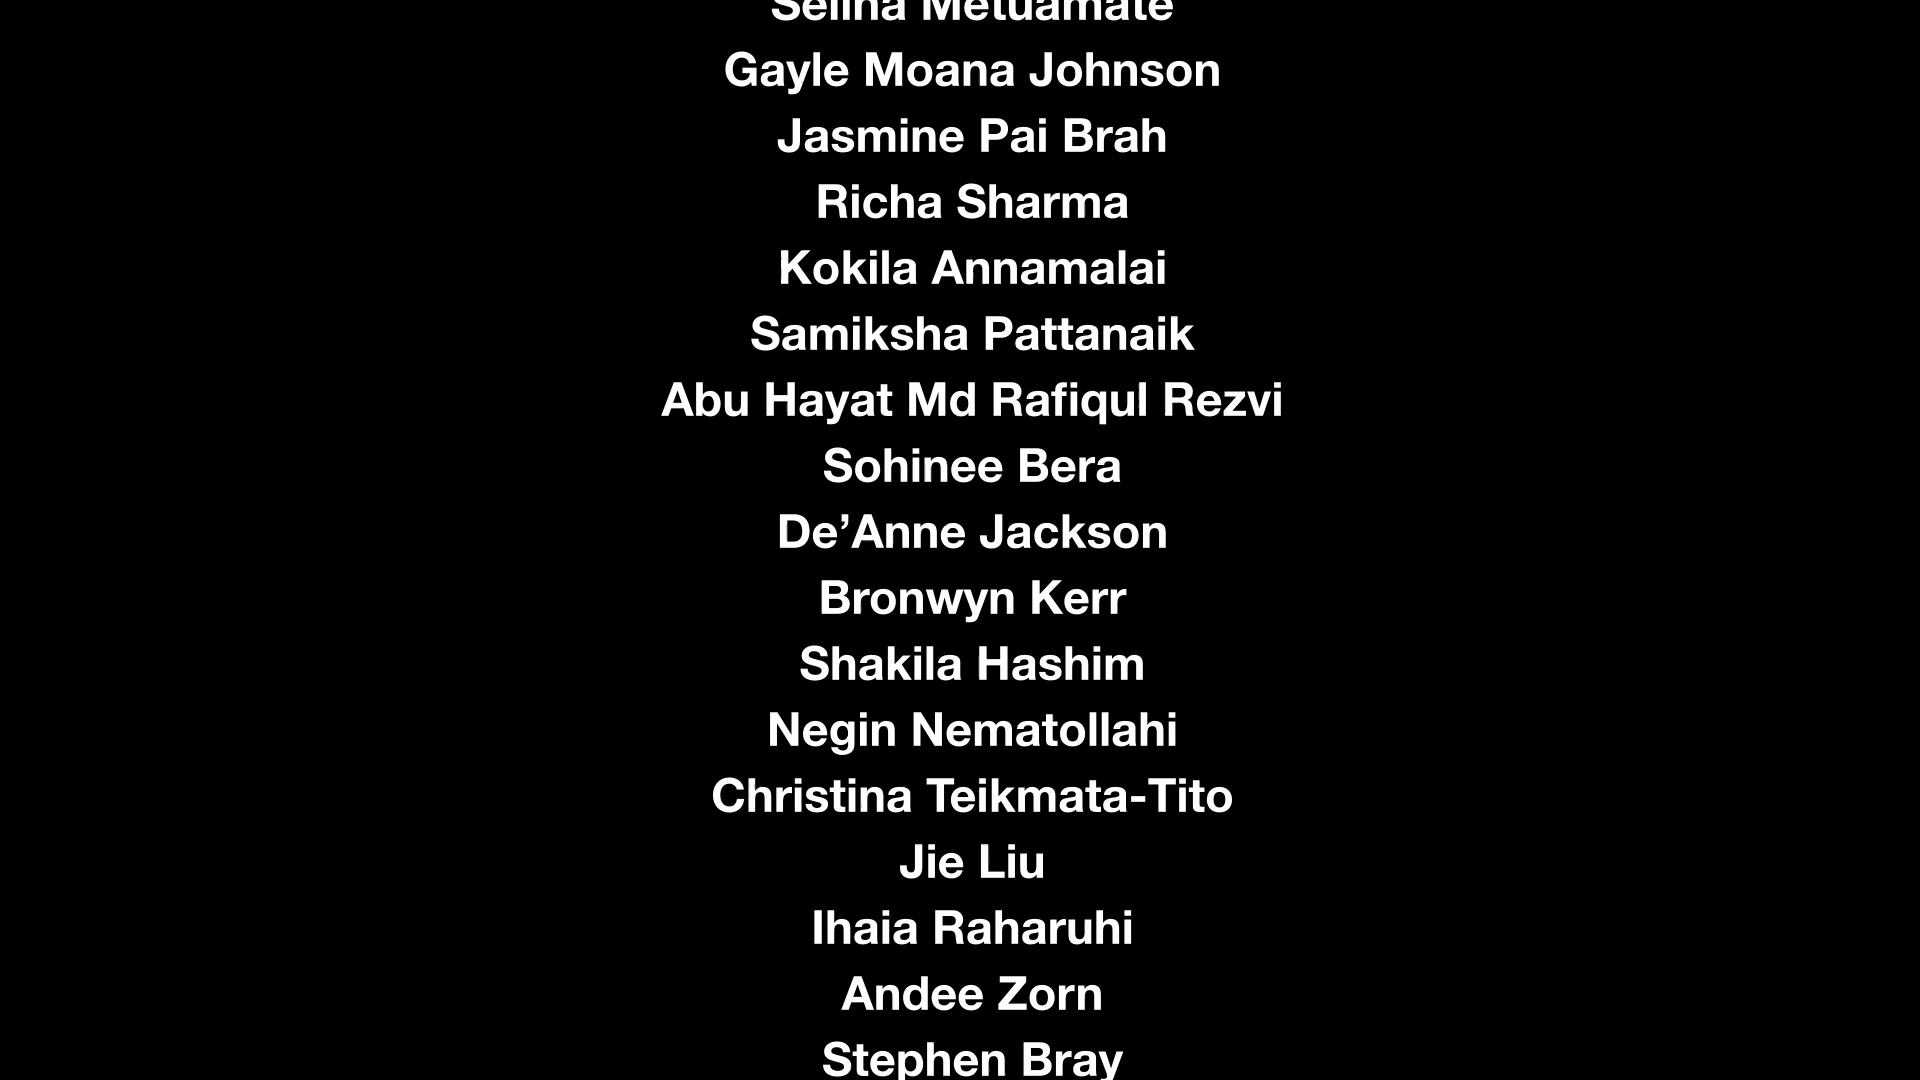 Selina Metuamate
Gayle Moana Johnson
Jasmine Pai Brah
Richa Sharma
Kokila Annamalai
Samiksha Pattanaik
Abu Hayat Md Rafiqul Rezvi
Sohinee Bera
De’Anne Jackson
Bronwyn Kerr
Shakila Hashim
Negin Nematollahi
Christina Teikmata-Tito
Jie Liu
Ihaia Raharuhi
Andee Zorn
Stephen Bray